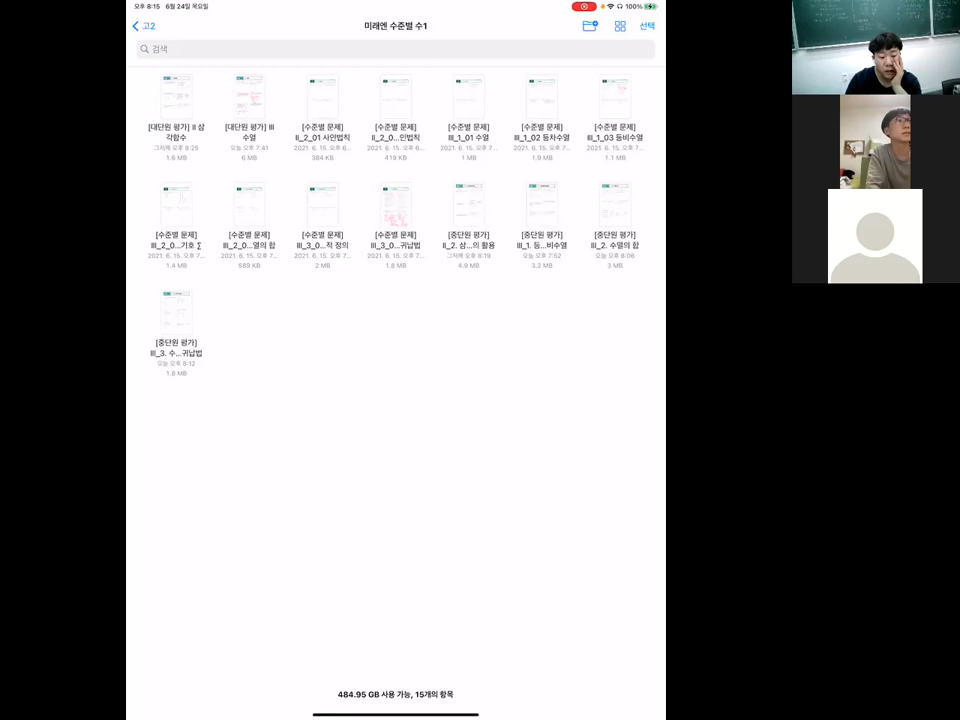 오후 8:15 6월 24일 목요일
100%
고2
미래엔 수준별 수1
선택
검색
[대단원 평가] II 삼각함수
그저께 오후 8:25
1.6 MB
[대단원 평가] III 수열
오늘 오후 7:41
6 MB
[수준별 문제] II_2_01 사인법칙
2021. 6. 15. 오후 6...
384 KB
[수준별 문제] II_2_0...인법칙
2021. 6. 15. 오후 6...
419 KB
[수준별 문제] III_1_01 수열
2021. 6. 15. 오후 7...
1 MB
[수준별 문제] III_1_02 등차수열
2021. 6. 15. 오후 7...
1.9 MB
[수준별 문제] III_1_03 등비수열
2021. 6. 15. 오후 7...
1.1 MB
[수준별 문제] III_2_0...기호 ∑
2021. 6. 15. 오후 7...
1.4 MB
[수준별 문제] III_2_0...열의 합
2021. 6. 15. 오후 7...
589 KB
[수준별 문제] III_3_0...적 정의
2021. 6. 15. 오후 7...
2 MB
[수준별 문제] III_3_0...귀납법
2021. 6. 15. 오후 7...
1.8 MB
[중단원 평가] II_2. 삼...의 활용
그저께 오후 8:19
4.9 MB
[중단원 평가] III_1. 등...비수열
오늘 오후 7:52
3.2 MB
[중단원 평가] III_2. 수열의 합
오늘 오후 8:06
3 MB
[중단원 평가] III_3. 수...귀납법
오늘 오후 8:12
1.8 MB
484.95 GB 사용 가능, 15개의 항목